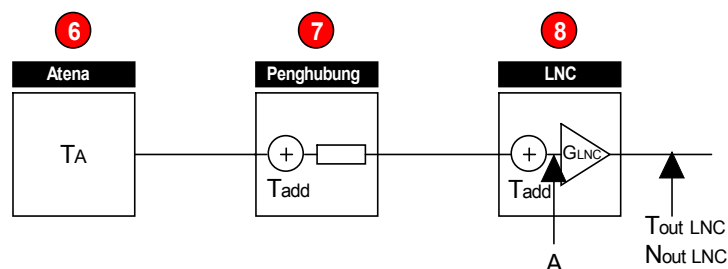 6
7
8
Atena
Penghubung
LNC
TA
Tadd
Tadd
GLNC
A
Tout LNC
Nout LNC